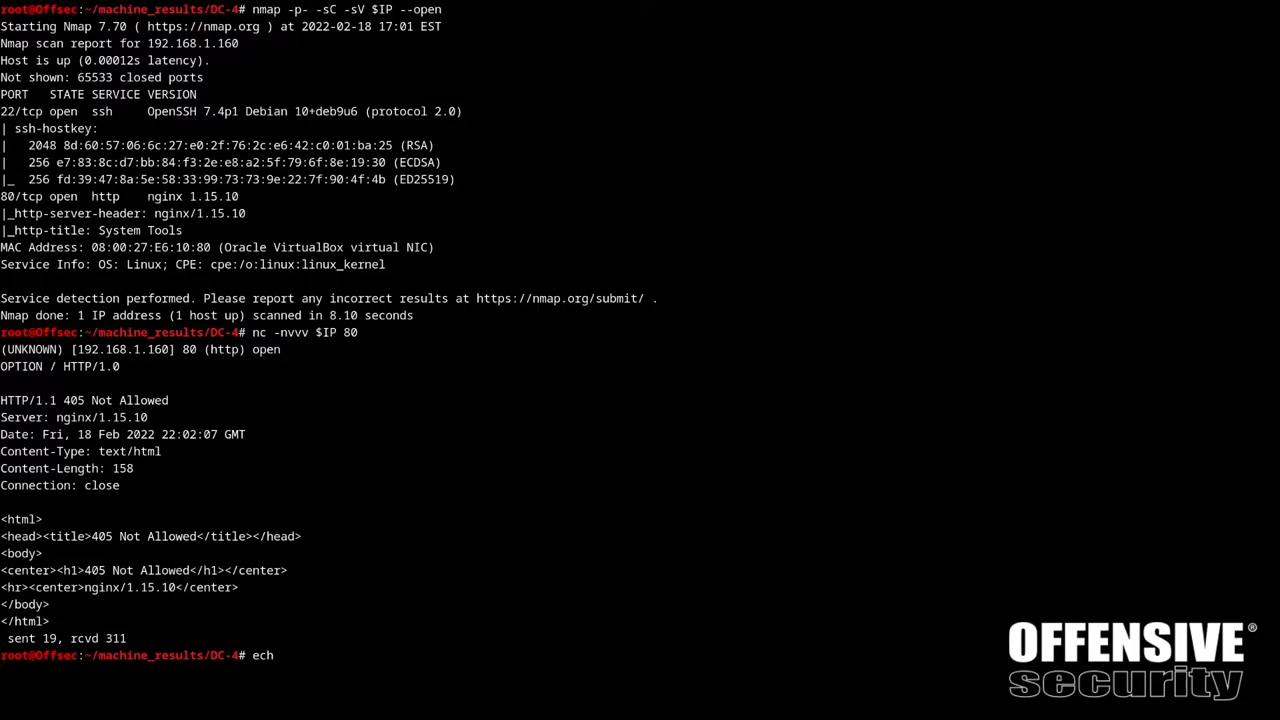 root@Offsec:~/machine_results/DC-4# nmap -p- -sC -sV $IP --open
Starting Nmap 7.70 ( https://nmap.org ) at 2022-02-18 17:01 EST
Nmap scan report for 192.168.1.160
Host is up (0.00012s latency).
Not shown: 65533 closed ports
PORT   STATE SERVICE VERSION
22/tcp open  ssh     OpenSSH 7.4p1 Debian 10+deb9u6 (protocol 2.0)
| ssh-hostkey:
|   2048 8d:60:57:06:6c:27:e0:2f:76:2c:e6:42:c0:01:ba:25 (RSA)
|   256 e7:83:8c:d7:bb:84:f3:2e:e8:a2:5f:79:6f:8e:19:30 (ECDSA)
|_  256 fd:39:47:8a:5e:58:33:99:73:73:9e:22:7f:90:4f:4b (ED25519)
80/tcp open  http    nginx 1.15.10
|_http-server-header: nginx/1.15.10
|_http-title: System Tools
MAC Address: 08:00:27:E6:10:80 (Oracle VirtualBox virtual NIC)
Service Info: OS: Linux; CPE: cpe:/o:linux:linux_kernel
Service detection performed. Please report any incorrect results at https://nmap.org/submit/ .
Nmap done: 1 IP address (1 host up) scanned in 8.10 seconds
root@Offsec:~/machine_results/DC-4# nc -nvvv $IP 80
(UNKNOWN) [192.168.1.160] 80 (http) open
OPTION / HTTP/1.0
HTTP/1.1 405 Not Allowed
Server: nginx/1.15.10
Date: Fri, 18 Feb 2022 22:02:07 GMT
Content-Type: text/html
Content-Length: 158
Connection: close
<html>
<head><title>405 Not Allowed</title></head>
<body>
<center><h1>405 Not Allowed</h1></center>
<hr><center>nginx/1.15.10</center>
</body>
</html>
 sent 19, rcvd 311
root@Offsec:~/machine_results/DC-4# ech
OFFENSIVE®
security